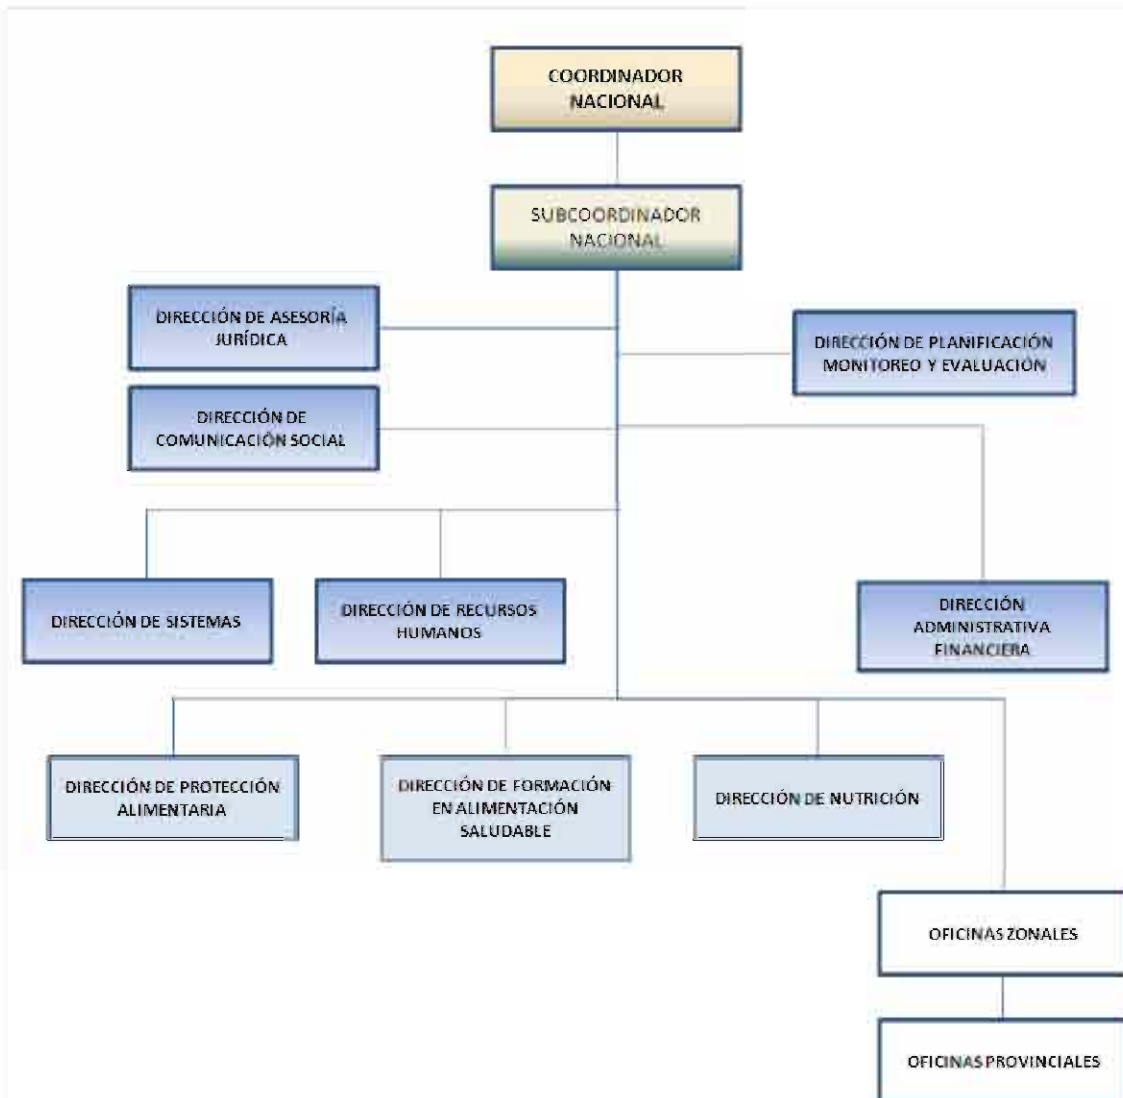 COORDINADOR
NACIONAL
SUBCOORDINADOR
NACIONAL
DIRECCIÓN DE ASESORÍA
JURÍDICA
DIRECCIÓN DE PLANIFICACIÓN
MONITOREO Y EVALUACIÓN
DIRECCIÓN DE
COMUNICACIÓN SOCIAL
DIRECCIÓN DE SISTEMAS
DIRECCIÓN DE RECURSOS
HUMANOS
DIRECCIÓN
ADMINISTRATIVA
FINANCIERA
DIRECCIÓN DE PROTECCIÓN
ALIMENTARIA
DIRECCIÓN DE FORMACIÓN
EN ALIMENTACIÓN
SALUDABLE
DIRECCIÓN DE NUTRICIÓN
OFICINAS ZONALES
OFICINAS PROVINCIALES